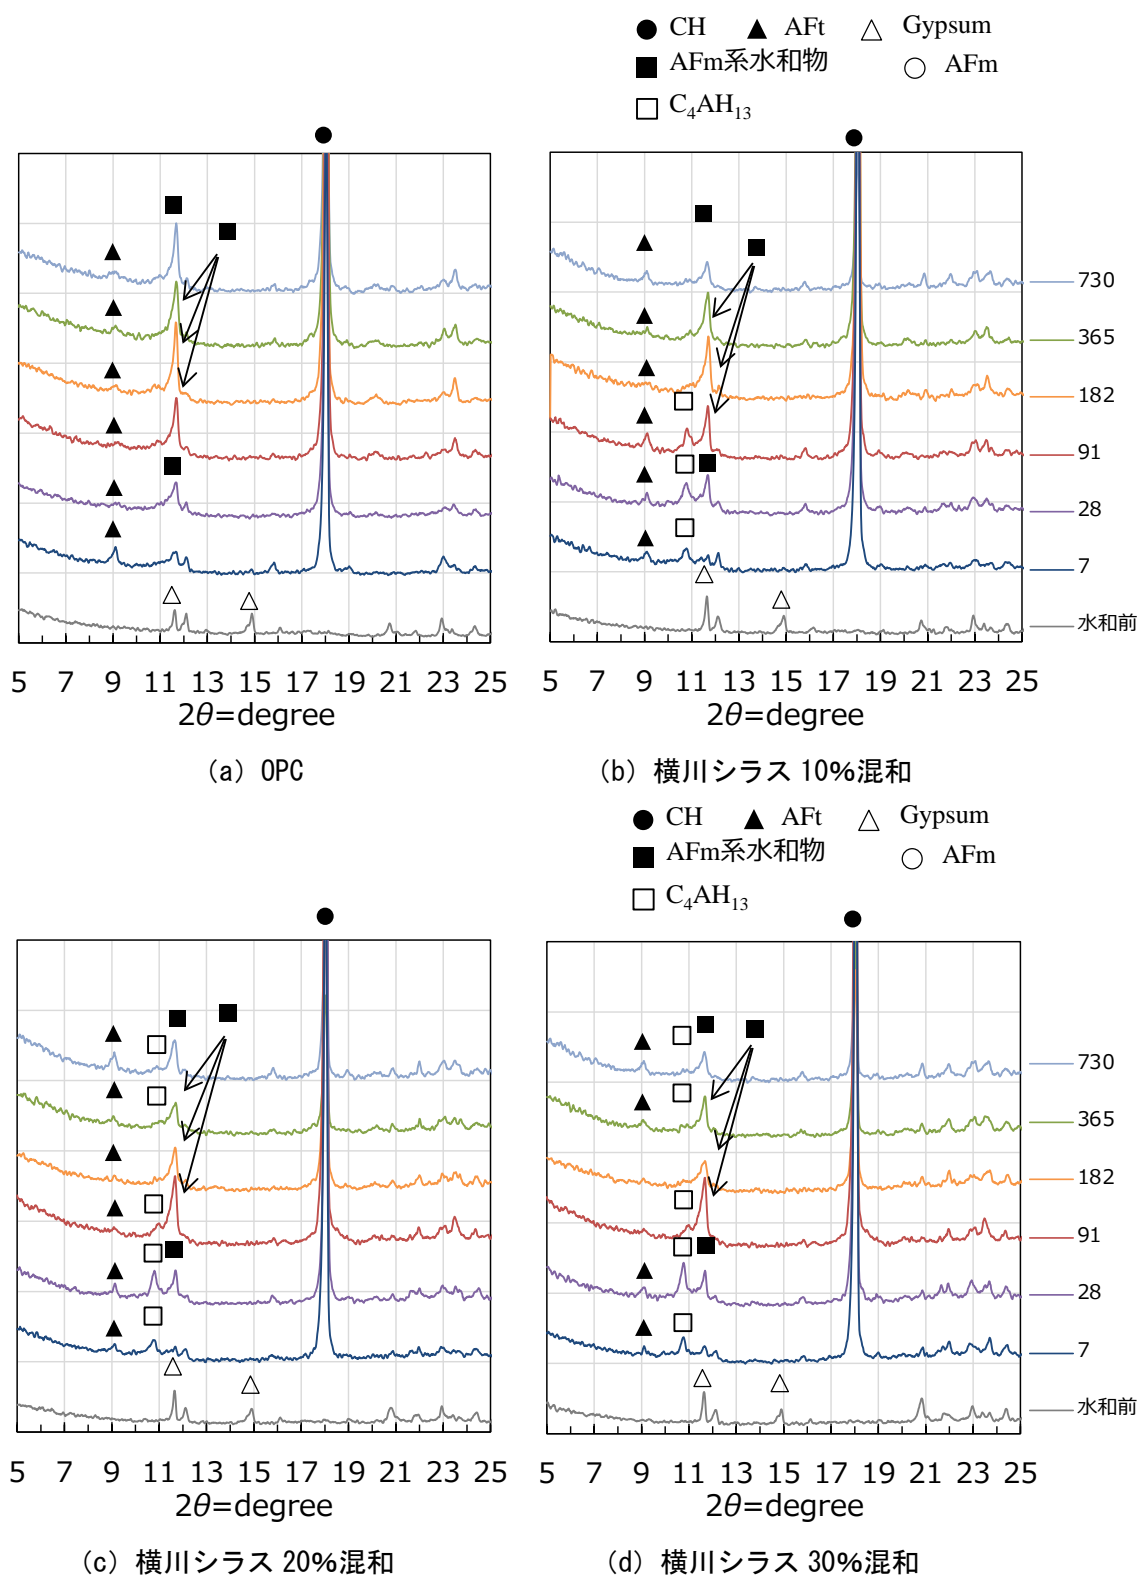 ● CH ▲ AFt △ Gypsum
■ AFm系水和物 ○ AFm
□ C₄AH₁₃
730
365
182
91
28
7
水和前
5 7 9 11 13 15 17 19 21 23 25
2θ=degree
(a) OPC
5 7 9 11 13 15 17 19 21 23 25
2θ=degree
(b) 横川シラス 10%混和
● CH ▲ AFt △ Gypsum
■ AFm系水和物 ○ AFm
□ C₄AH₁₃
730
365
182
91
28
7
水和前
5 7 9 11 13 15 17 19 21 23 25
2θ=degree
(c) 横川シラス 20%混和
5 7 9 11 13 15 17 19 21 23 25
2θ=degree
(d) 横川シラス 30%混和